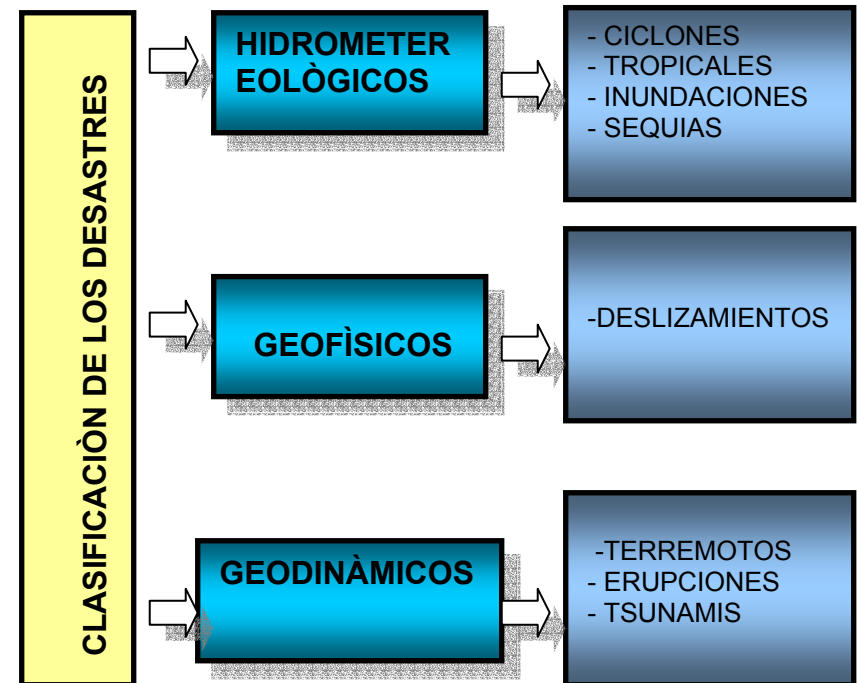 CLASIFICACIÒN DE LOS DESASTRES
HIDROMETER
EOLÒGICOS
- CICLONES
- TROPICALES
- INUNDACIONES
- SEQUIAS
GEOFÌSICOS
-DESLIZAMIENTOS
GEODINÀMICOS
-TERREMOTOS
- ERUPCIONES
- TSUNAMIS